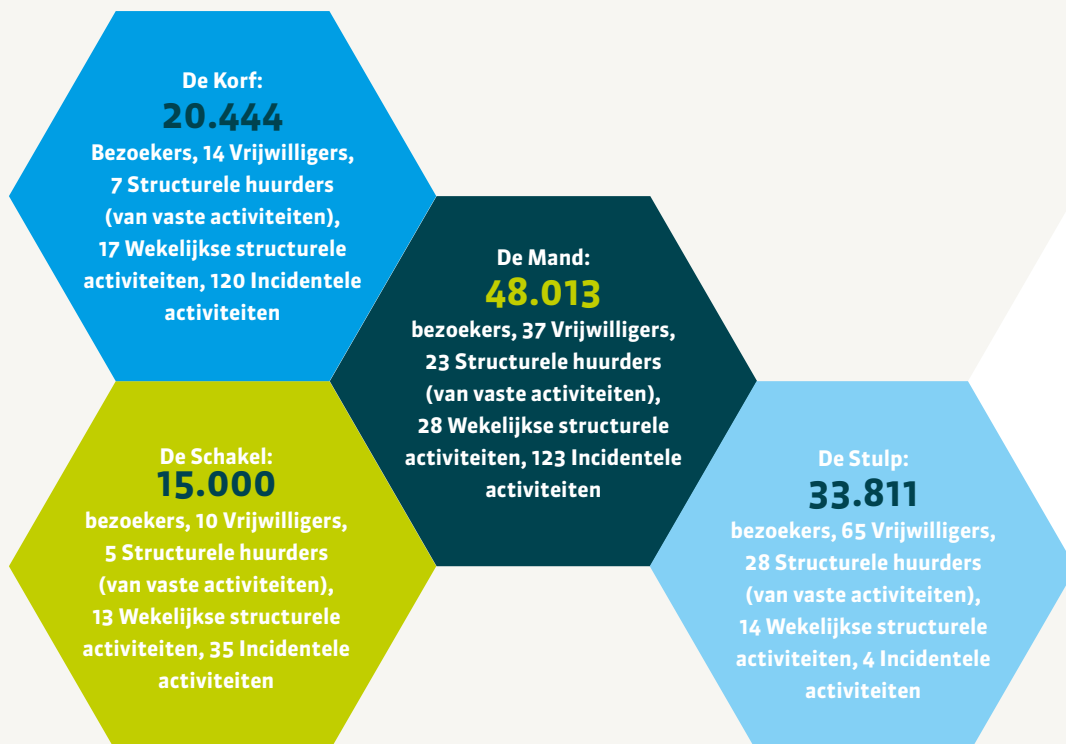 De Korf:
20.444
Bezoekers, 14 Vrijwilligers,
7 Structurele huurders
(van vaste activiteiten),
17 Wekelijkse structurele
activiteiten, 120 Incidentele
activiteiten
De Mand:
48.013
bezoekers, 37 Vrijwilligers,
23 Structurele huurders
(van vaste activiteiten),
28 Wekelijkse structurele
activiteiten, 123 Incidentele
activiteiten
De Schakel:
15.000
bezoekers, 10 Vrijwilligers,
5 Structurele huurders
(van vaste activiteiten),
13 Wekelijkse structurele
activiteiten, 35 Incidentele
activiteiten
De Stulp:
33.811
bezoekers, 65 Vrijwilligers,
28 Structurele huurders
(van vaste activiteiten),
14 Wekelijkse structurele
activiteiten, 4 Incidentele
activiteiten